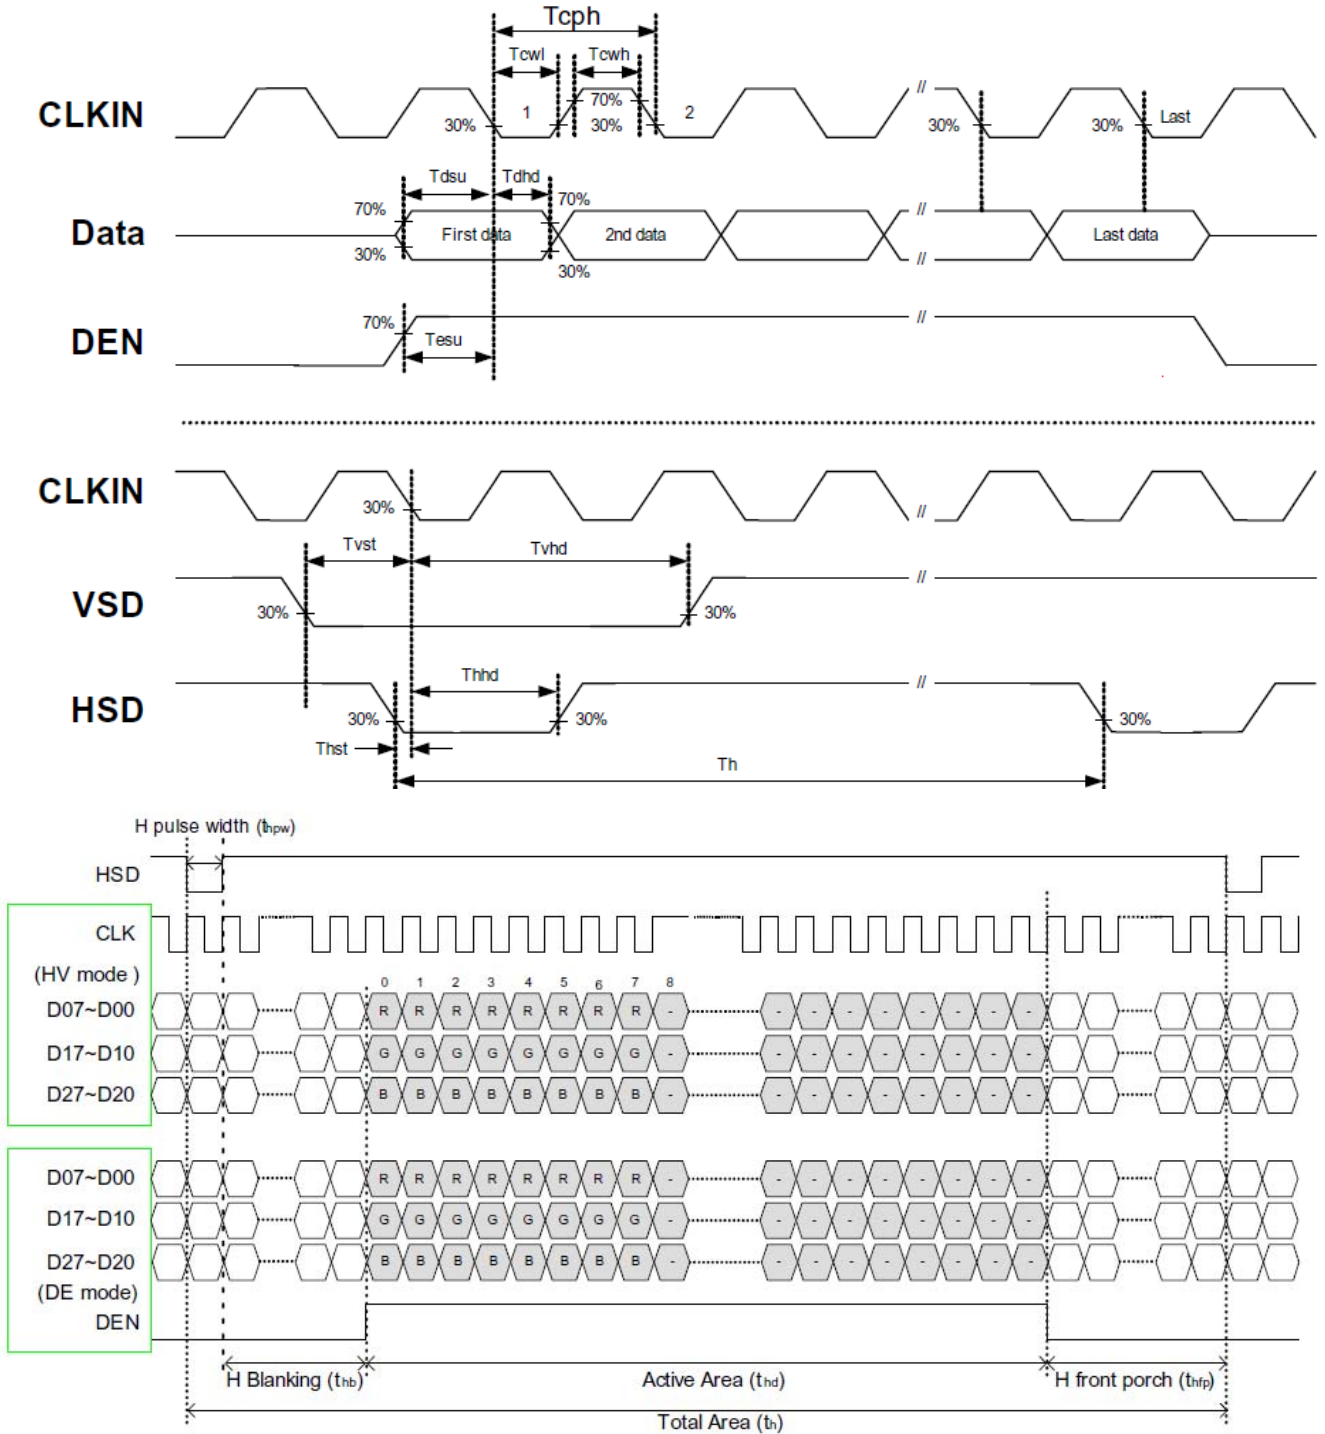 Tcph
Tcwl Tcwh
CLKIN 30% 1 70% 30% 2 // 30% 30% Last
Tdsu Tdhd
70% 70%
Data First data 2nd data // // Last data
30% 30%
70% //
DEN Tesu
CLKIN 30% //
Tvst Tvhd
VSD 30% 30% //
Thhd
HSD 30% 30% // 30%
Thst
Th
H pulse width (thpw)
HSD
CLK
(HV mode )
0 1 2 3 4 5 6 7 8
D07~D00 R R R R R R R R - - - - - - - - -
D17~D10 G G G G G G G G - - - - - - - - -
D27~D20 B B B B B B B B - - - - - - - - -
D07~D00 R R R R R R R R - - - - - - - - -
D17~D10 G G G G G G G G - - - - - - - - -
D27~D20 B B B B B B B B - - - - - - - - -
(DE mode)
DEN
H Blanking (thb) Active Area (thd) H front porch (thfp)
Total Area (th)